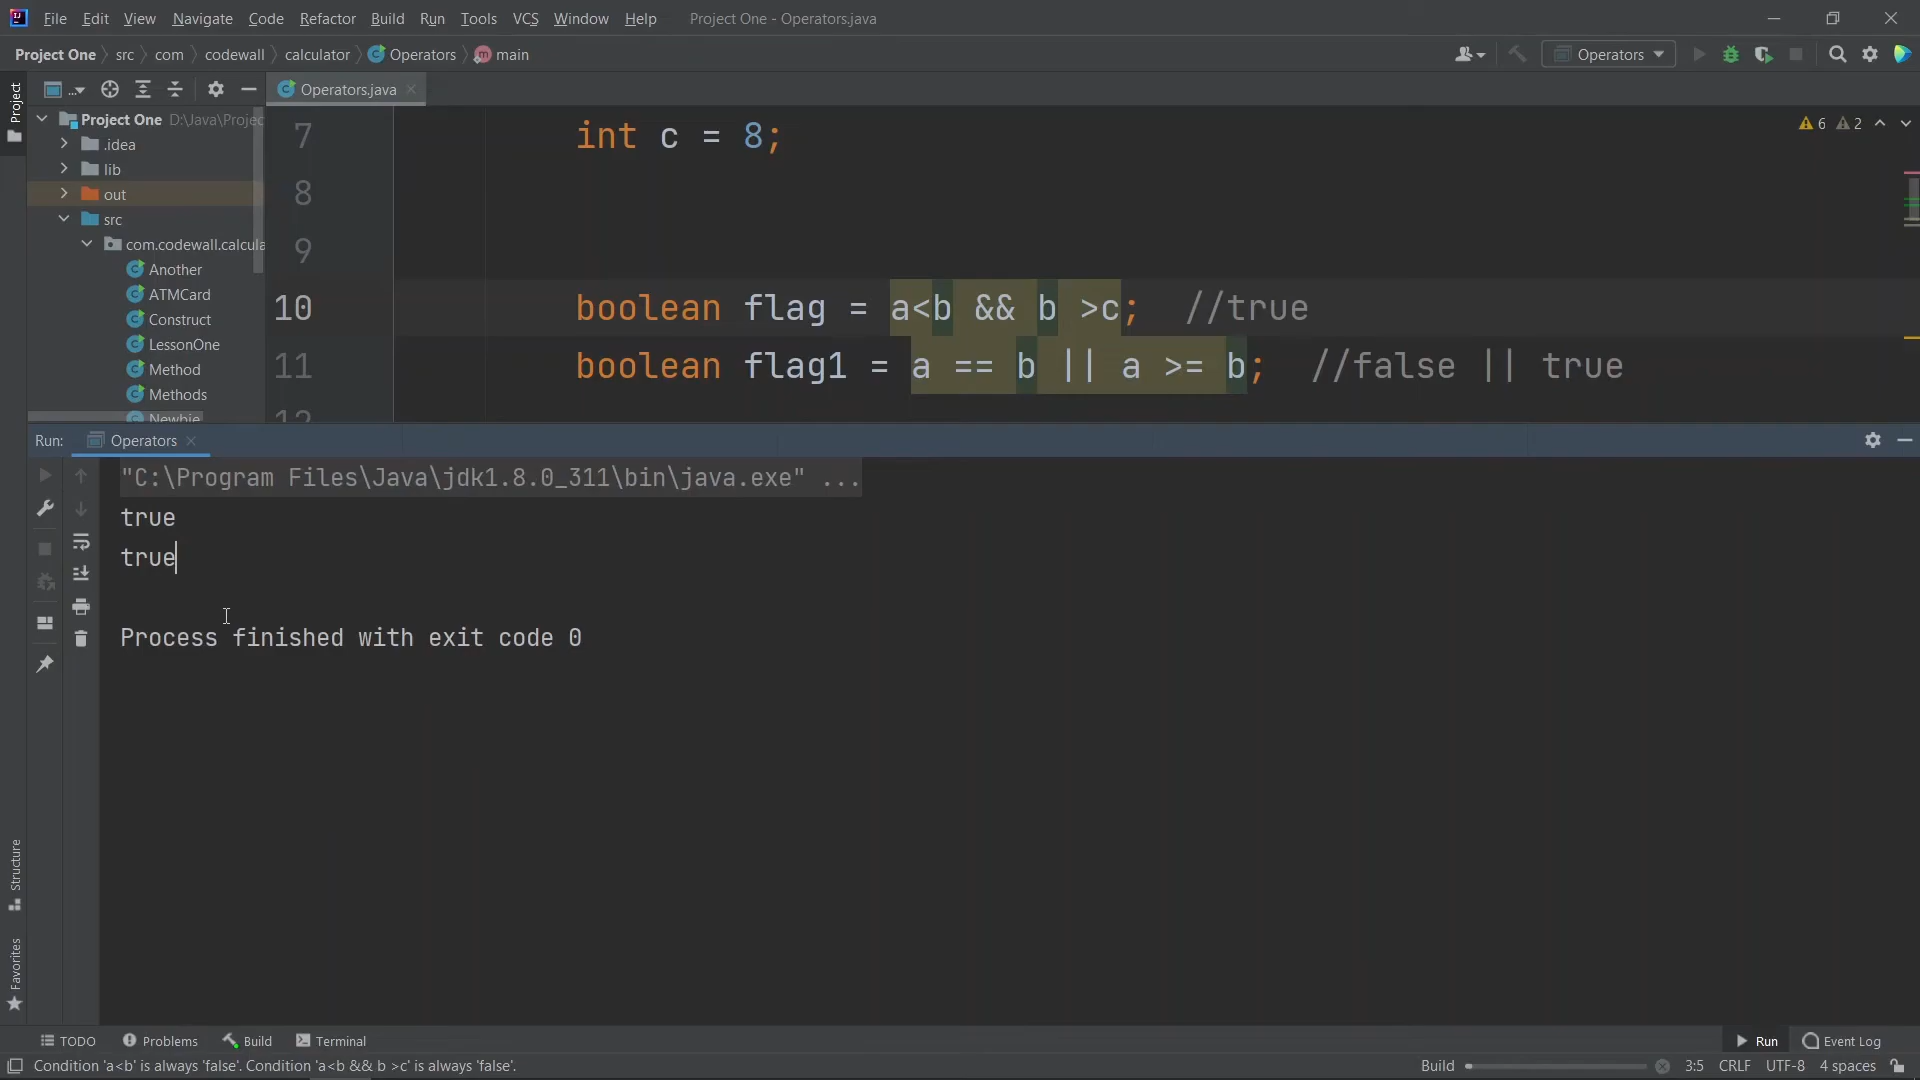 File Edit View Navigate Code Refactor Build Run Tools VCS Window Help Project One - Operators.java
Project One src com codewall calculator Operators main Operators
Project
... Operators.java
Project One D:\Java\Projec
.idea
lib
out
src
com.codewall.calcula
Another
ATMCard
Construct
LessonOne
Method
Methods
Newbie
6 2
7 int c = 8;
8
9
10 boolean flag = a<b && b >c; //true
11 boolean flag1 = a == b || a >= b; //false || true
12
Run: Operators
"C:\Program Files\Java\jdk1.8.0_311\bin\java.exe" ...
true
true
Process finished with exit code 0
Structure
Favorites
TODO Problems Build Terminal Run Event Log
Condition 'a<b' is always 'false'. Condition 'a<b && b >c' is always 'false'. Build 3:5 CRLF UTF-8 4 spaces